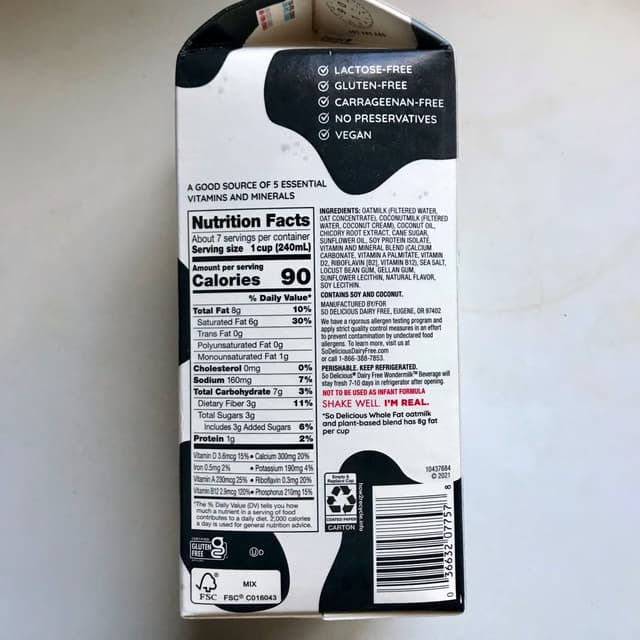 LACTOSE-FREE
GLUTEN-FREE
CARRAGEENAN-FREE
NO PRESERVATIVES
VEGAN
A GOOD SOURCE OF 5 ESSENTIAL
VITAMINS AND MINERALS
Nutrition Facts
About 7 servings per container
Serving size 1 cup (240mL)
Amount per serving
Calories 90
% Daily Value*
Total Fat 8g 10%
Saturated Fat 6g 30%
Trans Fat 0g
Polyunsaturated Fat 0g
Monounsaturated Fat 1g
Cholesterol 0mg 0%
Sodium 160mg 7%
Total Carbohydrate 7g 3%
Dietary Fiber 3g 11%
Total Sugars 3g
Includes 3g Added Sugars 6%
Protein 1g 2%
Vitamin D 3.6mcg 15% • Calcium 300mg 20%
Iron 0.5mg 2% • Potassium 190mg 4%
Vitamin A 230mcg 25% • Riboflavin 0.3mg 20%
Vitamin B12 2.9mcg 120% • Phosphorus 210mg 15%
*The % Daily Value (DV) tells you how
much a nutrient in a serving of food
contributes to a daily diet. 2,000 calories
a day is used for general nutrition advice.
CERTIFIED
GLUTEN
FREE
UD
FSC
MIX
FSC® C016043
INGREDIENTS: OATMILK (FILTERED WATER,
OAT CONCENTRATE), COCONUTMILK (FILTERED
WATER, COCONUT CREAM), COCONUT OIL,
CHICORY ROOT EXTRACT, CANE SUGAR,
SUNFLOWER OIL, SOY PROTEIN ISOLATE,
VITAMIN AND MINERAL BLEND (CALCIUM
CARBONATE, VITAMIN A PALMITATE, VITAMIN
D2, RIBOFLAVIN [B2], VITAMIN B12), SEA SALT,
LOCUST BEAN GUM, GELLAN GUM,
SUNFLOWER LECITHIN, NATURAL FLAVOR,
SOY LECITHIN.
CONTAINS SOY AND COCONUT.
MANUFACTURED BY/FOR
SO DELICIOUS DAIRY FREE, EUGENE, OR 97402
We have a rigorous allergen testing program and
apply strict quality control measures in an effort
to prevent contamination by undeclared food
allergens. To learn more, visit us at
SoDeliciousDairyFree.com
or call 1-866-388-7853.
PERISHABLE. KEEP REFRIGERATED.
So Delicious® Dairy Free Wondermilk™ Beverage will
stay fresh 7-10 days in refrigerator after opening.
NOT TO BE USED AS INFANT FORMULA
SHAKE WELL. I'M REAL.
*So Delicious Whole Fat oatmilk
and plant-based blend has 8g fat
per cup
10437684
© 2021
Empty &
Replace Cap
COATED PAPER
CARTON
how2recycle.info
0 36632 07757 8